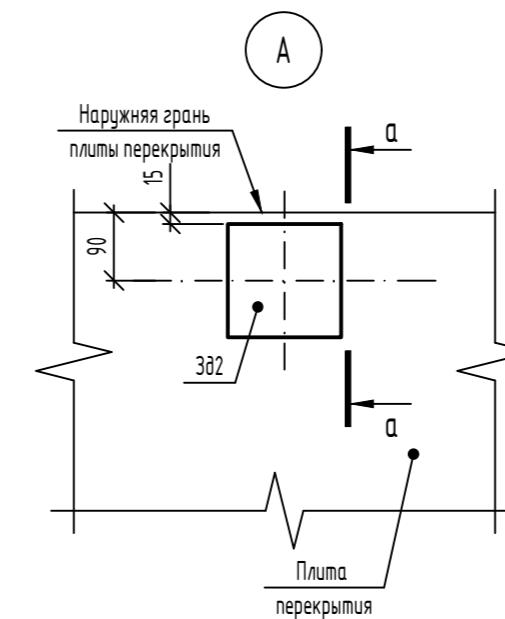 А
Наружняя грань
плиты перекрытия
а
15
90
Зд2
а
Плита
перекрытия